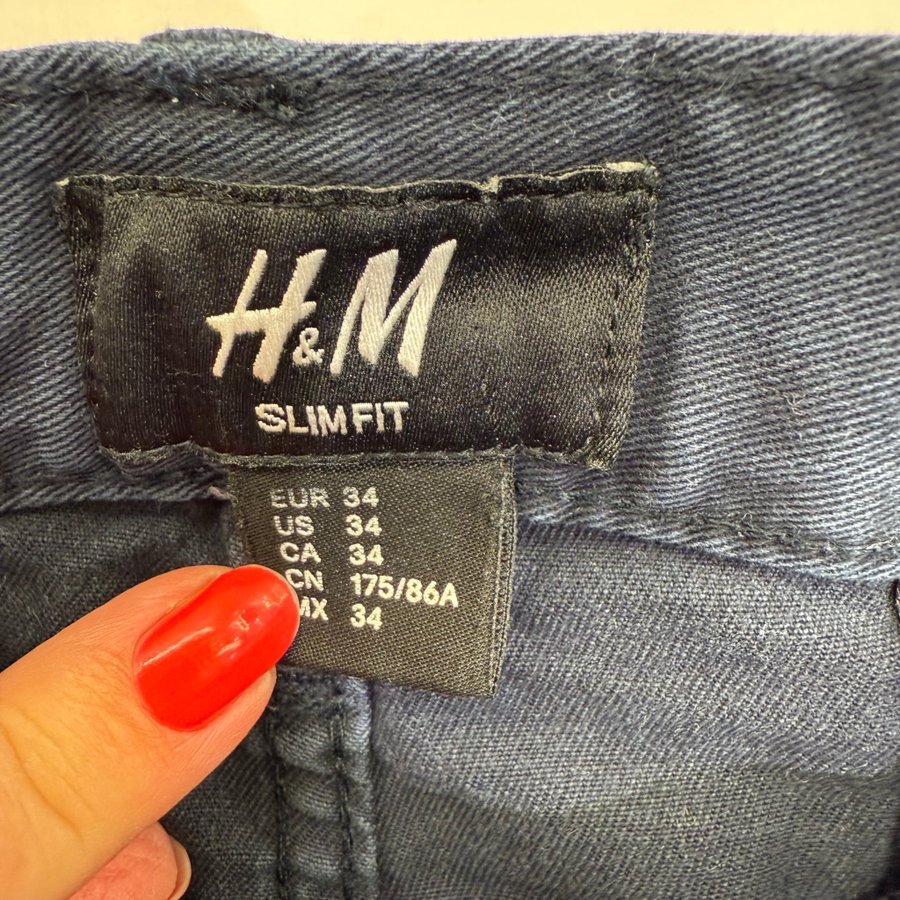 H&M
SLIM FIT
EUR 34
US 34
CA 34
CN 175/86A
MX 34